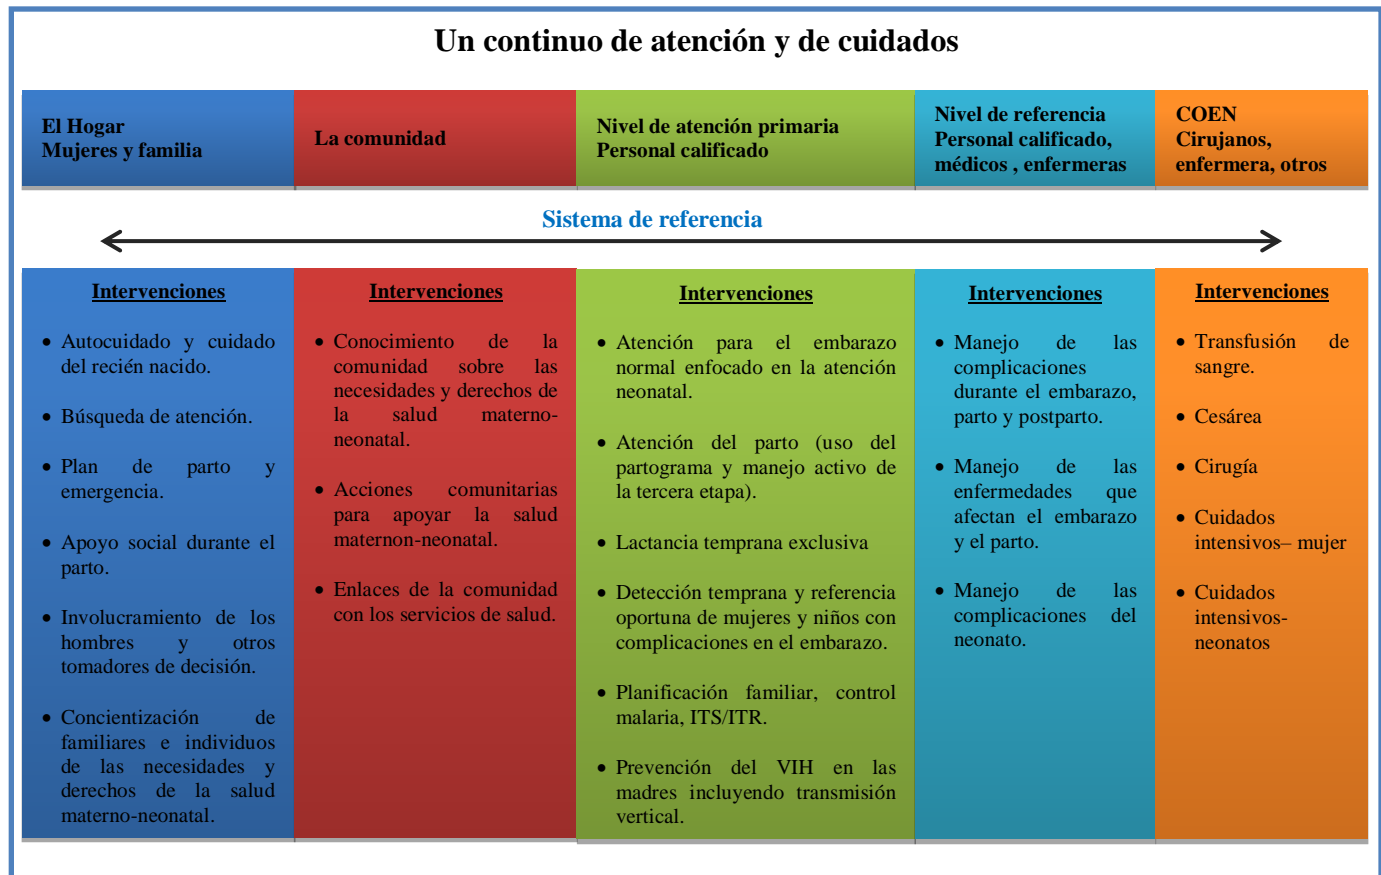 Un continuo de atención y de cuidados
El Hogar
Mujeres y familia
La comunidad
Nivel de atención primaria
Personal calificado
Nivel de referencia
Personal calificado,
médicos , enfermeras
COEN
Cirujanos,
enfermera, otros
Sistema de referencia
Intervenciones
• Autocuidado y cuidado
del recién nacido.
• Búsqueda de atención.
• Plan de parto y
emergencia.
• Apoyo social durante el
parto.
• Involucramiento de los
hombres y otros
tomadores de decisión.
• Concientización de
familiares e individuos
de las necesidades y
derechos de la salud
materno-neonatal.
Intervenciones
• Conocimiento de la
comunidad sobre las
necesidades y derechos de
la salud materno-
neonatal.
• Acciones comunitarias
para apoyar la salud
maternon-neonatal.
• Enlaces de la comunidad
con los servicios de salud.
Intervenciones
• Atención para el embarazo
normal enfocado en la atención
neonatal.
• Atención del parto (uso del
partograma y manejo activo de
la tercera etapa).
• Lactancia temprana exclusiva
• Detección temprana y referencia
oportuna de mujeres y niños con
complicaciones en el embarazo.
• Planificación familiar, control
malaria, ITS/ITR.
• Prevención del VIH en las
madres incluyendo transmisión
vertical.
Intervenciones
• Manejo de las
complicaciones
durante el embarazo,
parto y postparto.
• Manejo de las
enfermedades que
afectan el embarazo
y el parto.
• Manejo de las
complicaciones del
neonato.
Intervenciones
• Transfusión de
sangre.
• Cesárea
• Cirugía
• Cuidados
intensivos– mujer
• Cuidados
intensivos-
neonatos